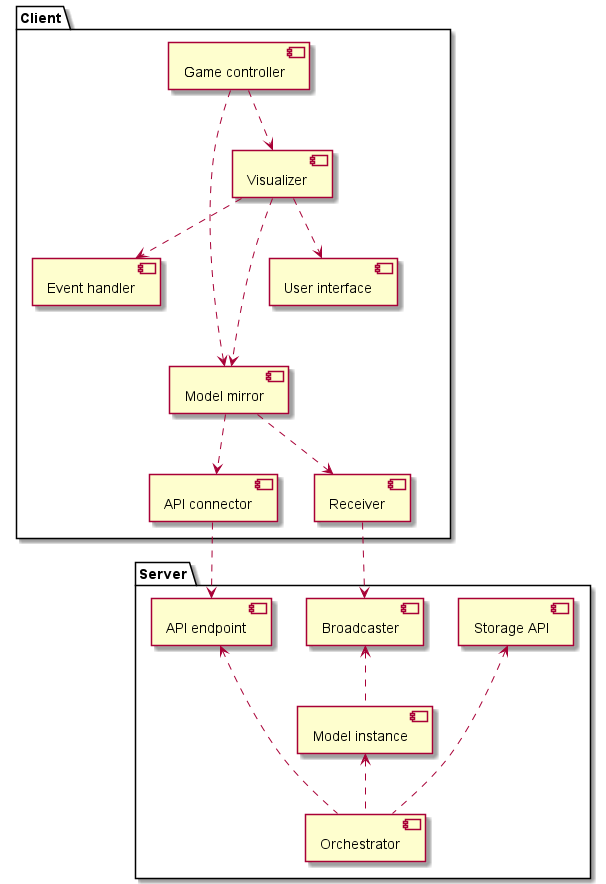 Client
Game controller
Visualizer
Event handler
User interface
Model mirror
API connector
Receiver
Server
API endpoint
Broadcaster
Storage API
Model instance
Orchestrator